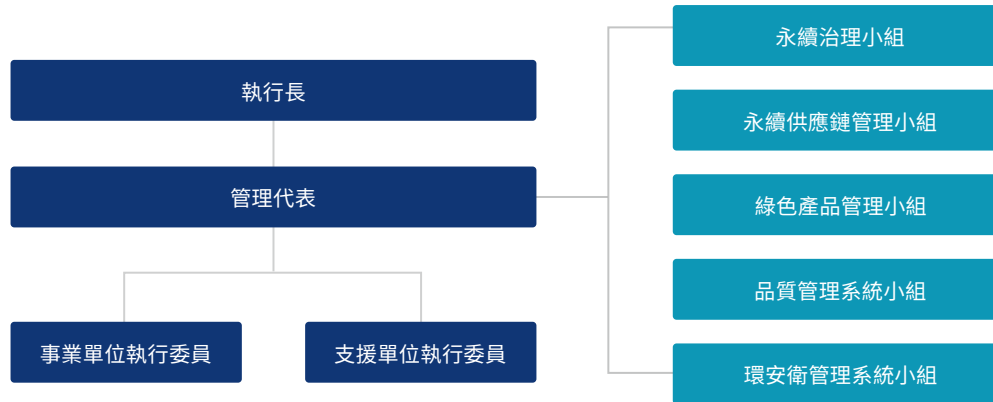 執行長
管理代表
事業單位執行委員
支援單位執行委員
永續治理小組
永續供應鏈管理小組
綠色產品管理小組
品質管理系統小組
環安衛管理系統小組